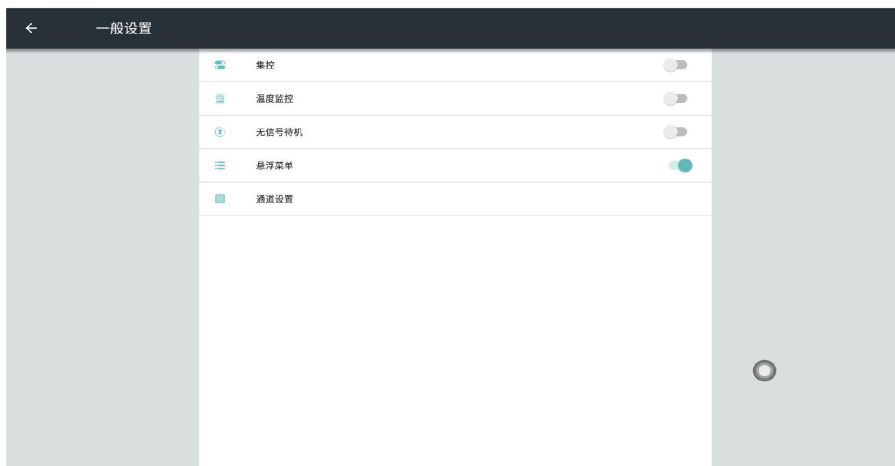 一般设置
集控
温度监控
无信号待机
悬浮菜单
通道设置